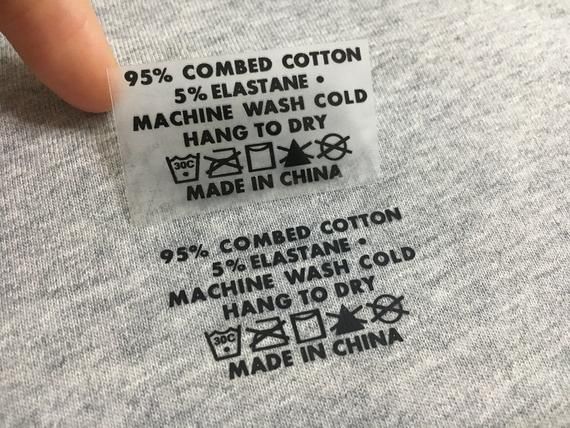 95% COMBED COTTON
5% ELASTANE •
MACHINE WASH COLD
HANG TO DRY
30C
MADE IN CHINA
95% COMBED COTTON
5% ELASTANE •
MACHINE WASH COLD
HANG TO DRY
30C
MADE IN CHINA